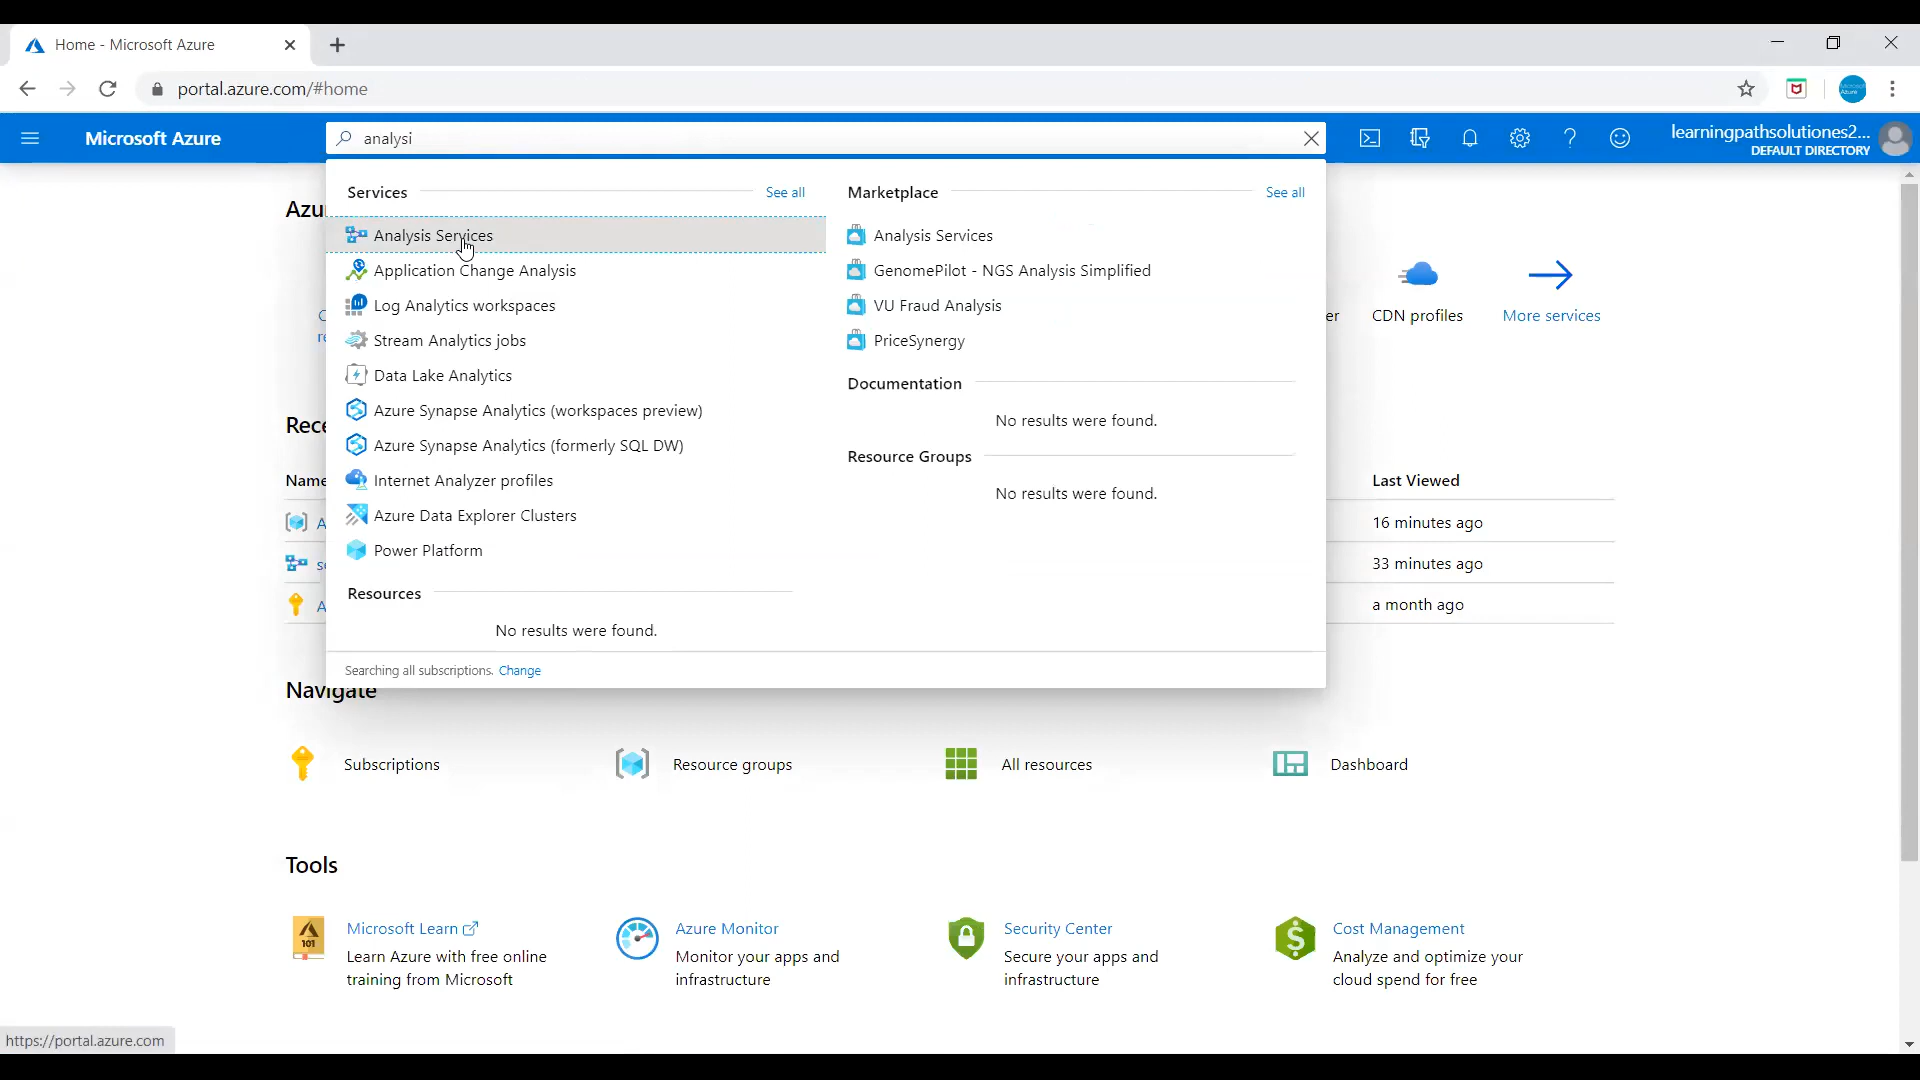 Home - Microsoft Azure
portal.azure.com/#home
Microsoft Azure
analysi
learningpathsolutiones2...
DEFAULT DIRECTORY
Services
See all
Analysis Services
Application Change Analysis
Log Analytics workspaces
Stream Analytics jobs
Data Lake Analytics
Azure Synapse Analytics (workspaces preview)
Azure Synapse Analytics (formerly SQL DW)
Internet Analyzer profiles
Azure Data Explorer Clusters
Power Platform
Resources
No results were found.
Marketplace
See all
Analysis Services
GenomePilot - NGS Analysis Simplified
VU Fraud Analysis
PriceSynergy
Documentation
No results were found.
Resource Groups
No results were found.
Searching all subscriptions. Change
CDN profiles
More services
Name
Last Viewed
16 minutes ago
33 minutes ago
a month ago
Navigate
Subscriptions
Resource groups
All resources
Dashboard
Tools
101
Microsoft Learn
Learn Azure with free online
training from Microsoft
Azure Monitor
Monitor your apps and
infrastructure
Security Center
Secure your apps and
infrastructure
Cost Management
Analyze and optimize your
cloud spend for free
https://portal.azure.com